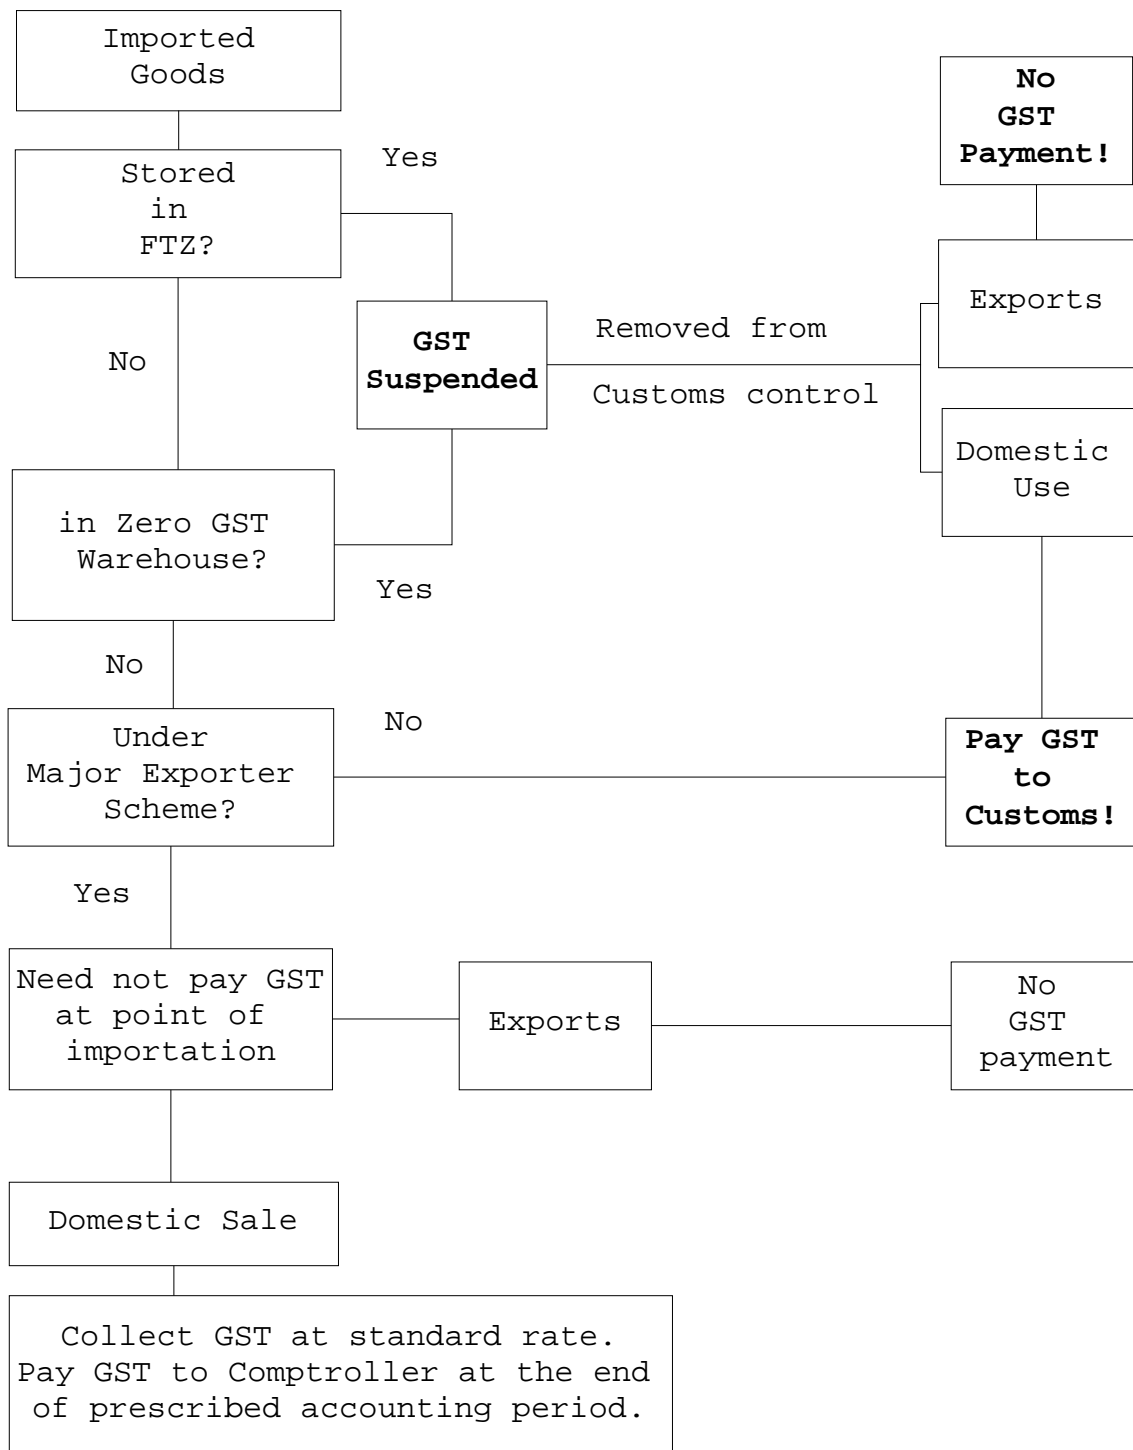 Imported
Goods
No
GST
Payment!
Yes
Stored
in
FTZ?
Exports
Removed from
GST
Suspended
No
Customs control
Domestic
Use
in Zero GST
Warehouse?
Yes
No
No
Under
Major Exporter
Scheme?
Pay GST
to
Customs!
Yes
Need not pay GST
at point of
importation
Exports
No
GST
payment
Domestic Sale
Collect GST at standard rate.
Pay GST to Comptroller at the end
of prescribed accounting period.